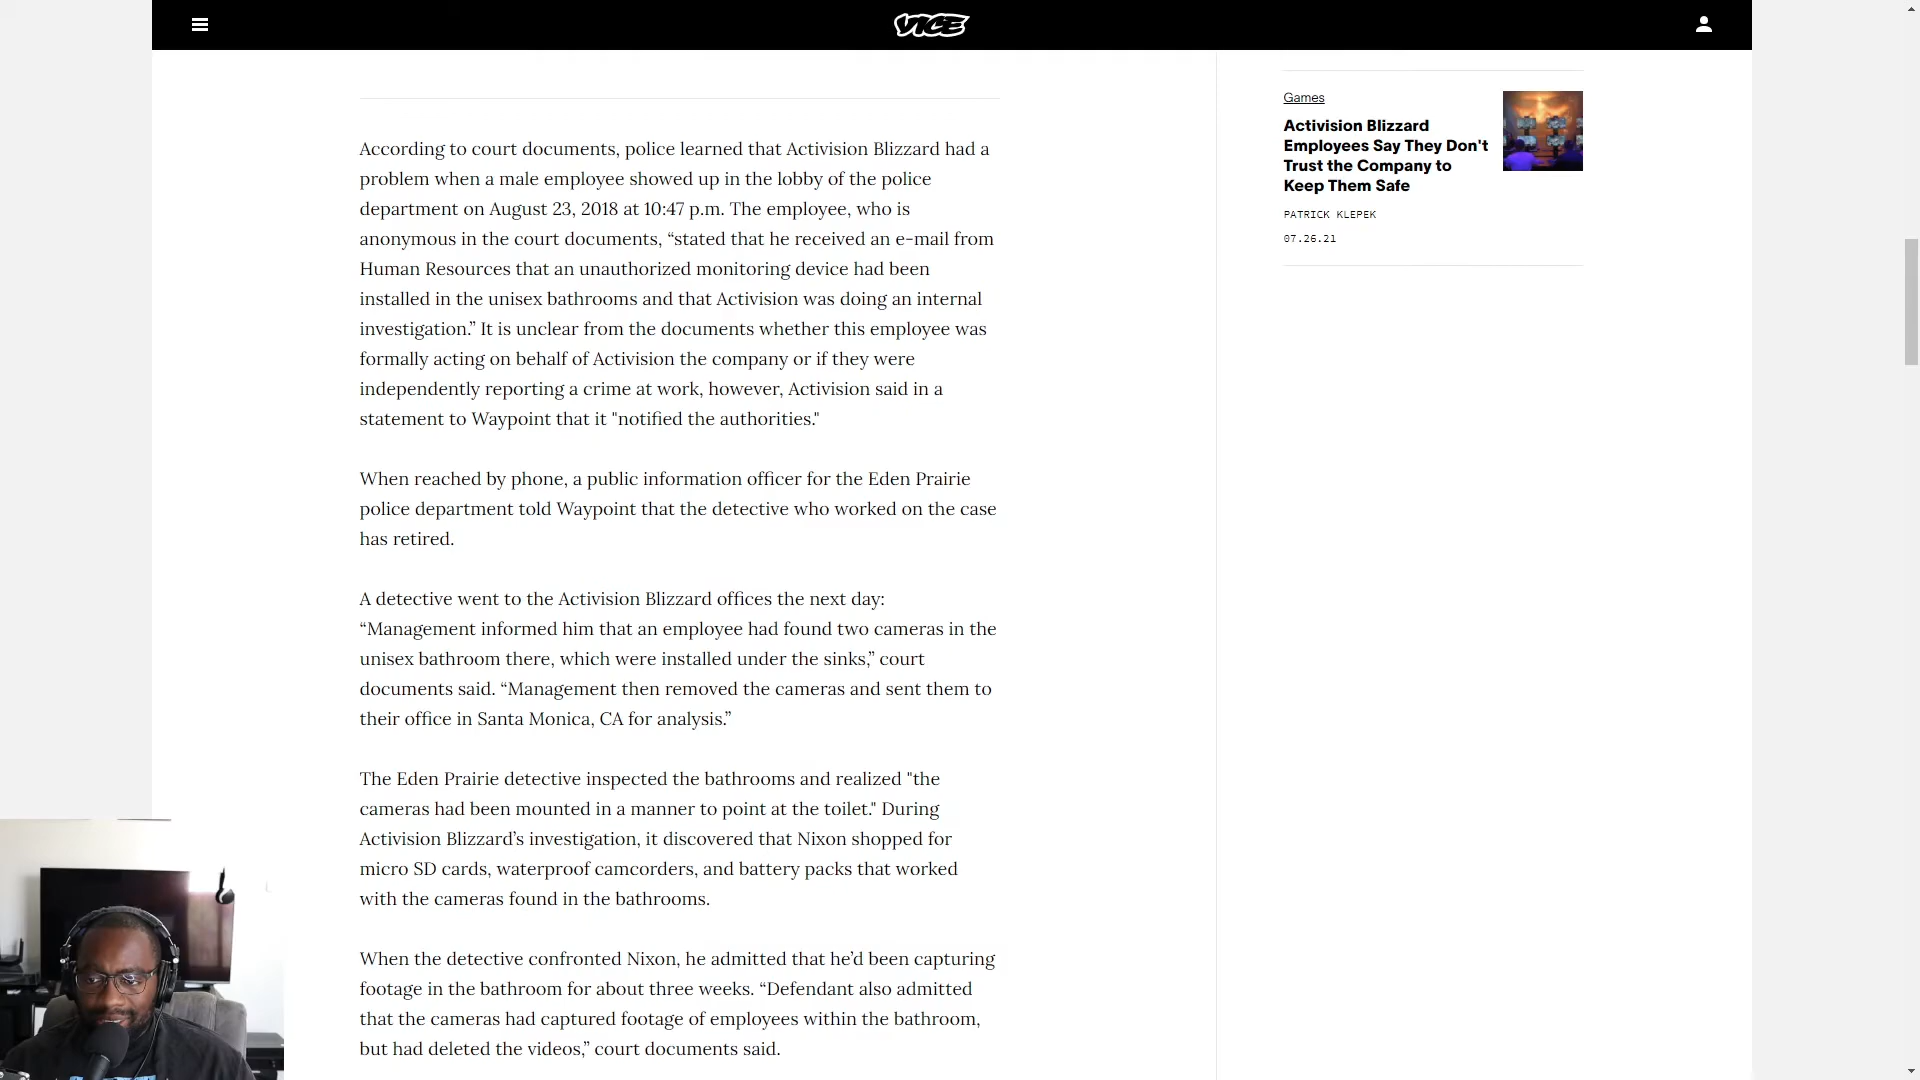 VICE
According to court documents, police learned that Activision Blizzard had a
problem when a male employee showed up in the lobby of the police
department on August 23, 2018 at 10:47 p.m. The employee, who is
anonymous in the court documents, “stated that he received an e-mail from
Human Resources that an unauthorized monitoring device had been
installed in the unisex bathrooms and that Activision was doing an internal
investigation.” It is unclear from the documents whether this employee was
formally acting on behalf of Activision the company or if they were
independently reporting a crime at work, however, Activision said in a
statement to Waypoint that it "notified the authorities."
When reached by phone, a public information officer for the Eden Prairie
police department told Waypoint that the detective who worked on the case
has retired.
A detective went to the Activision Blizzard offices the next day:
“Management informed him that an employee had found two cameras in the
unisex bathroom there, which were installed under the sinks,” court
documents said. “Management then removed the cameras and sent them to
their office in Santa Monica, CA for analysis.”
The Eden Prairie detective inspected the bathrooms and realized "the
cameras had been mounted in a manner to point at the toilet." During
Activision Blizzard’s investigation, it discovered that Nixon shopped for
micro SD cards, waterproof camcorders, and battery packs that worked
with the cameras found in the bathrooms.
When the detective confronted Nixon, he admitted that he’d been capturing
footage in the bathroom for about three weeks. “Defendant also admitted
that the cameras had captured footage of employees within the bathroom,
but had deleted the videos,” court documents said.
Games
Activision Blizzard
Employees Say They Don't
Trust the Company to
Keep Them Safe
PATRICK KLEPEK
07.26.21